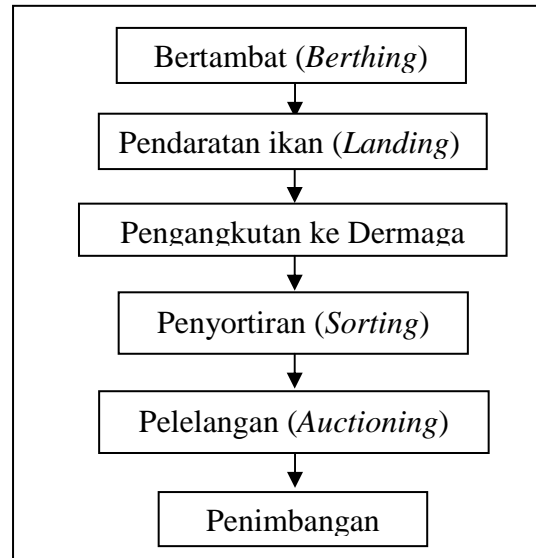 Bertambat (Berthing)
Pendaratan ikan (Landing)
Pengangkutan ke Dermaga
Penyortiran (Sorting)
Pelelangan (Auctioning)
Penimbangan